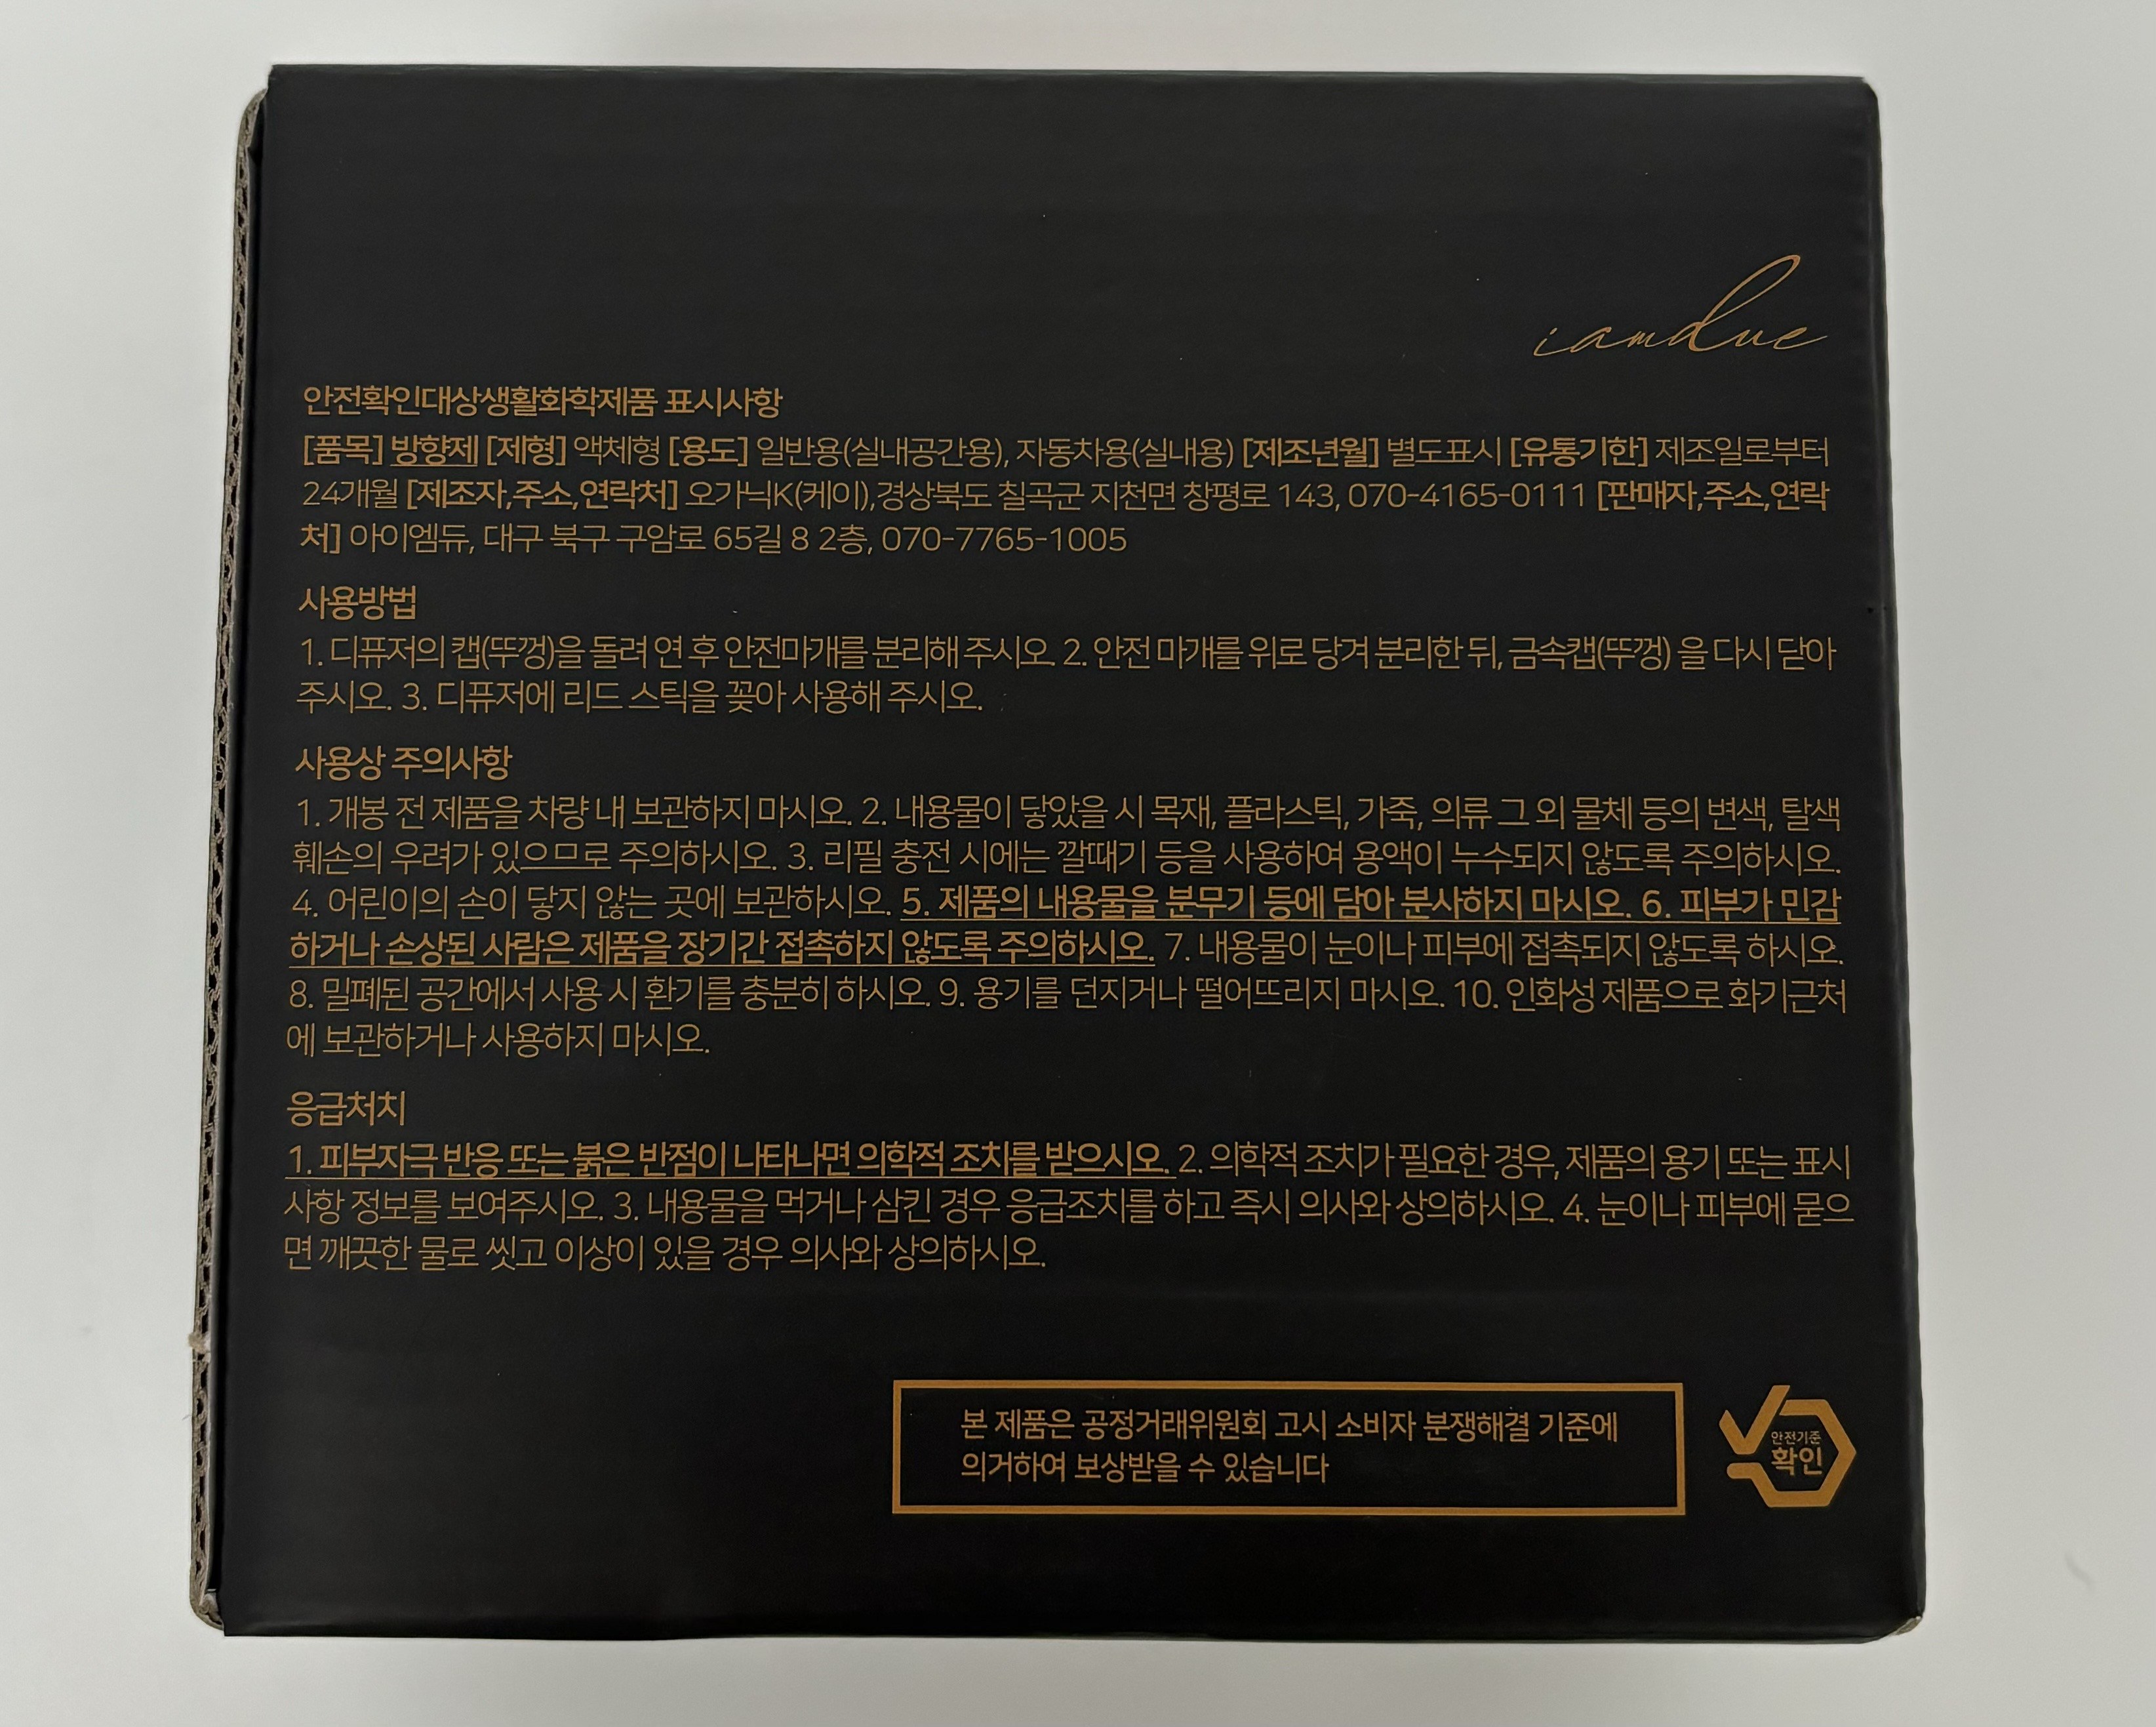 iamdue
안전확인대상생활화학제품 표시사항
[품목] 방향제 [제형] 액체형 [용도] 일반용(실내공간용), 자동차용(실내용) [제조년월] 별도표시 [유통기한] 제조일로부터
24개월 [제조자,주소,연락처] 오가닉K(케이),경상북도 칠곡군 지천면 창평로 143, 070-4165-0111 [판매자,주소,연락
처] 아이엠듀, 대구 북구 구암로 65길 8 2층, 070-7765-1005
사용방법
1. 디퓨저의 캡(뚜껑)을 돌려 연 후 안전마개를 분리해 주시오. 2. 안전 마개를 위로 당겨 분리한 뒤, 금속캡(뚜껑) 을 다시 닫아
주시오. 3. 디퓨저에 리드 스틱을 꽂아 사용해 주시오.
사용상 주의사항
1. 개봉 전 제품을 차량 내 보관하지 마시오. 2. 내용물이 닿았을 시 목재, 플라스틱, 가죽, 의류 그 외 물체 등의 변색, 탈색
훼손의 우려가 있으므로 주의하시오. 3. 리필 충전 시에는 깔때기 등을 사용하여 용액이 누수되지 않도록 주의하시오.
4. 어린이의 손이 닿지 않는 곳에 보관하시오. 5. 제품의 내용물을 분무기 등에 담아 분사하지 마시오. 6. 피부가 민감
하거나 손상된 사람은 제품을 장기간 접촉하지 않도록 주의하시오. 7. 내용물이 눈이나 피부에 접촉되지 않도록 하시오.
8. 밀폐된 공간에서 사용 시 환기를 충분히 하시오. 9. 용기를 던지거나 떨어뜨리지 마시오. 10. 인화성 제품으로 화기근처
에 보관하거나 사용하지 마시오.
응급처치
1. 피부자극 반응 또는 붉은 반점이 나타나면 의학적 조치를 받으시오. 2. 의학적 조치가 필요한 경우, 제품의 용기 또는 표시
사항 정보를 보여주시오. 3. 내용물을 먹거나 삼킨 경우 응급조치를 하고 즉시 의사와 상의하시오. 4. 눈이나 피부에 묻으
면 깨끗한 물로 씻고 이상이 있을 경우 의사와 상의하시오.
본 제품은 공정거래위원회 고시 소비자 분쟁해결 기준에
의거하여 보상받을 수 있습니다
안전기준
확인